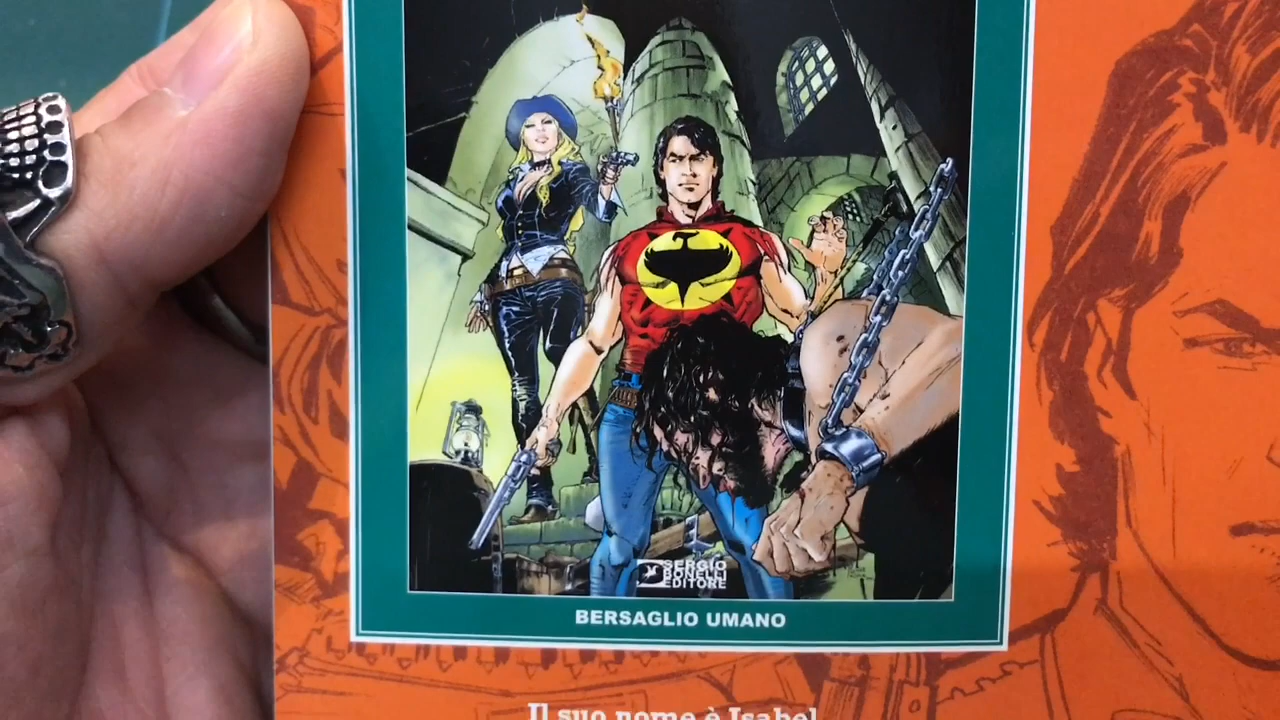 SERGIO
BONELLI
EDITORE
BERSAGLIO UMANO
Il suo nome è Isabel